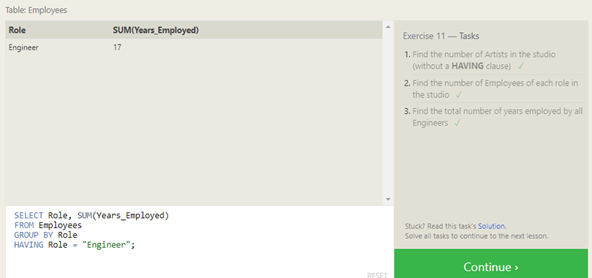 Table: Employees
Role SUM(Years_Employed)
Engineer 17
SELECT Role, SUM(Years_Employed)
FROM Employees
GROUP BY Role
HAVING Role = "Engineer";
RESET
Exercise 11 — Tasks
1. Find the number of Artists in the studio
(without a HAVING clause) ✓
2. Find the number of Employees of each role in
the studio ✓
3. Find the total number of years employed by all
Engineers ✓
Stuck? Read this task's Solution.
Solve all tasks to continue to the next lesson.
Continue ›